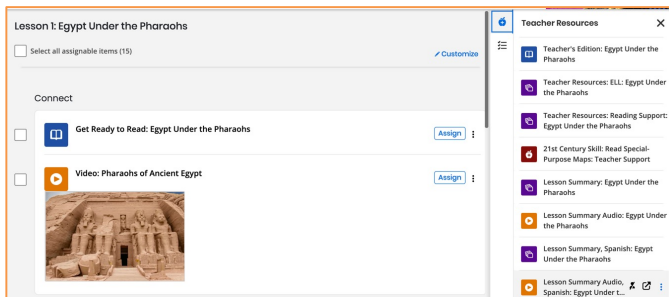 Lesson 1: Egypt Under the Pharaohs
Select all assignable items (15)
Customize
Connect
Get Ready to Read: Egypt Under the Pharaohs
Assign
Video: Pharaohs of Ancient Egypt
Assign
Teacher Resources
Teacher's Edition: Egypt Under the
Pharaohs
Teacher Resources: ELL: Egypt Under
the Pharaohs
Teacher Resources: Reading Support:
Egypt Under the Pharaohs
21st Century Skill: Read Special-
Purpose Maps: Teacher Support
Lesson Summary: Egypt Under the
Pharaohs
Lesson Summary Audio: Egypt Under
the Pharaohs
Lesson Summary, Spanish: Egypt
Under the Pharaohs
Lesson Summary Audio,
Spanish: Egypt Under t...